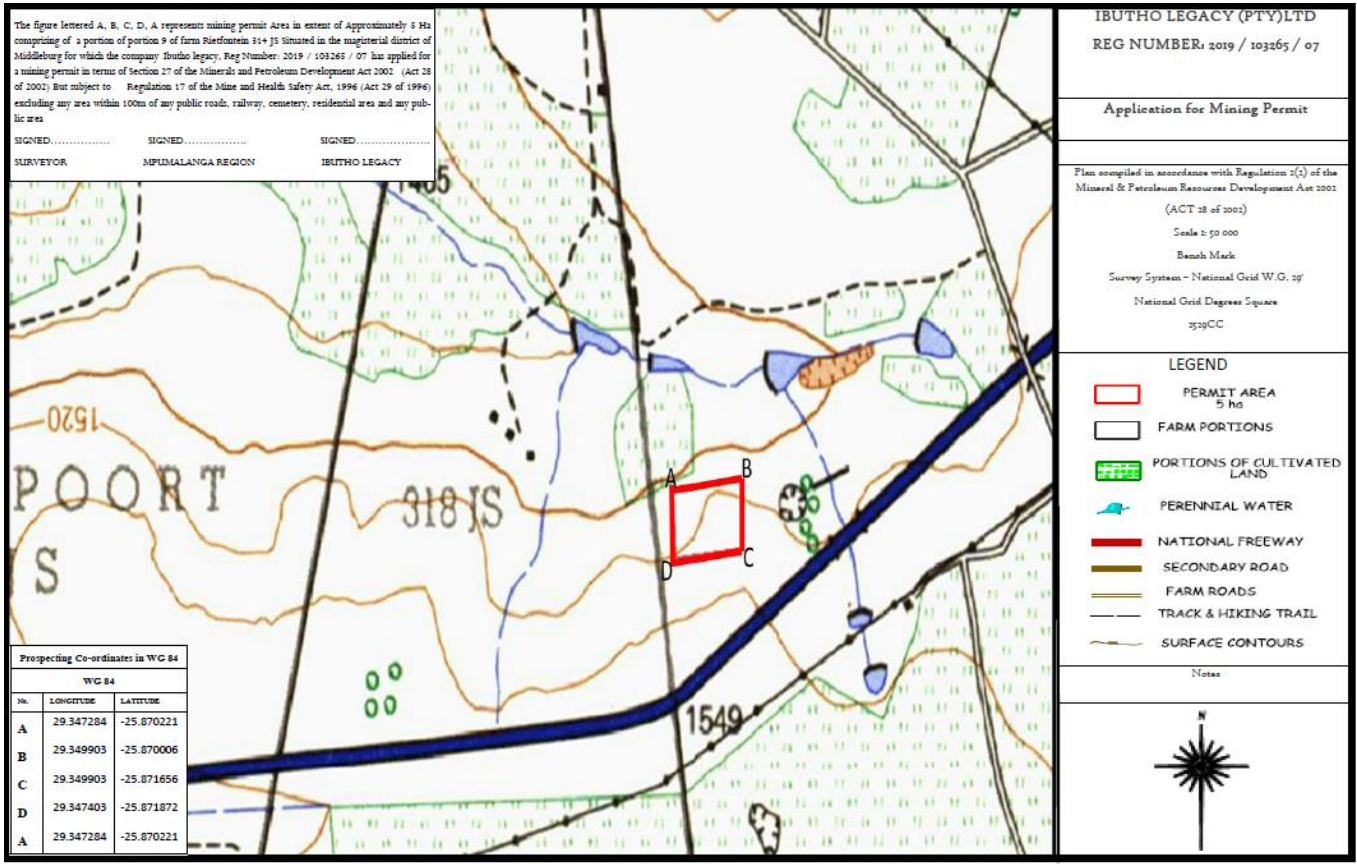 The figure lettered A, B, C, D, A represents mining permit Area in extent of Approximately 5 Ha
comprizing of a portion of portion 9 of farm Rietfontein 314 JS Situated in the magisterial district of
Middleburg for which the company Ibutho legacy, Reg Number: 2019 / 103265 / 07 has applied for
a mining permit in terms of Section 27 of the Minerals and Petroleum Development Act 2002 (Act 28
of 2002) But subject to Regulation 17 of the Mine and Health Safety Act, 1996 (Act 29 of 1996)
excluding any area within 100m of any public roads, railway, cemetery, residential area and any pub-
lic area
SIGNED................ SIGNED................. SIGNED....................
SURVEYOR MPUMALANGA REGION IBUTHO LEGACY
1520
POORT
318 JS
S
A
B
C
D
1549
Prospecting Co-ordinates in WG 84
WG 84
No. LONGITUDE LATITUDE
A 29.347284 -25.870221
B 29.349903 -25.870006
C 29.349903 -25.871656
D 29.347403 -25.871872
A 29.347284 -25.870221
IBUTHO LEGACY (PTY)LTD
REG NUMBER: 2019 / 103265 / 07
Application for Mining Permit
Plan compiled in accordance with Regulation 2(2) of the
Mineral & Petroleum Resources Development Act 2002
(ACT 28 of 2002)
Scale 1: 50 000
Bench Mark
Survey System – National Grid W.G. 29'
National Grid Degrees Square
2529CC
LEGEND
PERMIT AREA
5 ha
FARM PORTIONS
PORTIONS OF CULTIVATED
LAND
PERENNIAL WATER
NATIONAL FREEWAY
SECONDARY ROAD
FARM ROADS
TRACK & HIKING TRAIL
SURFACE CONTOURS
Notes
N